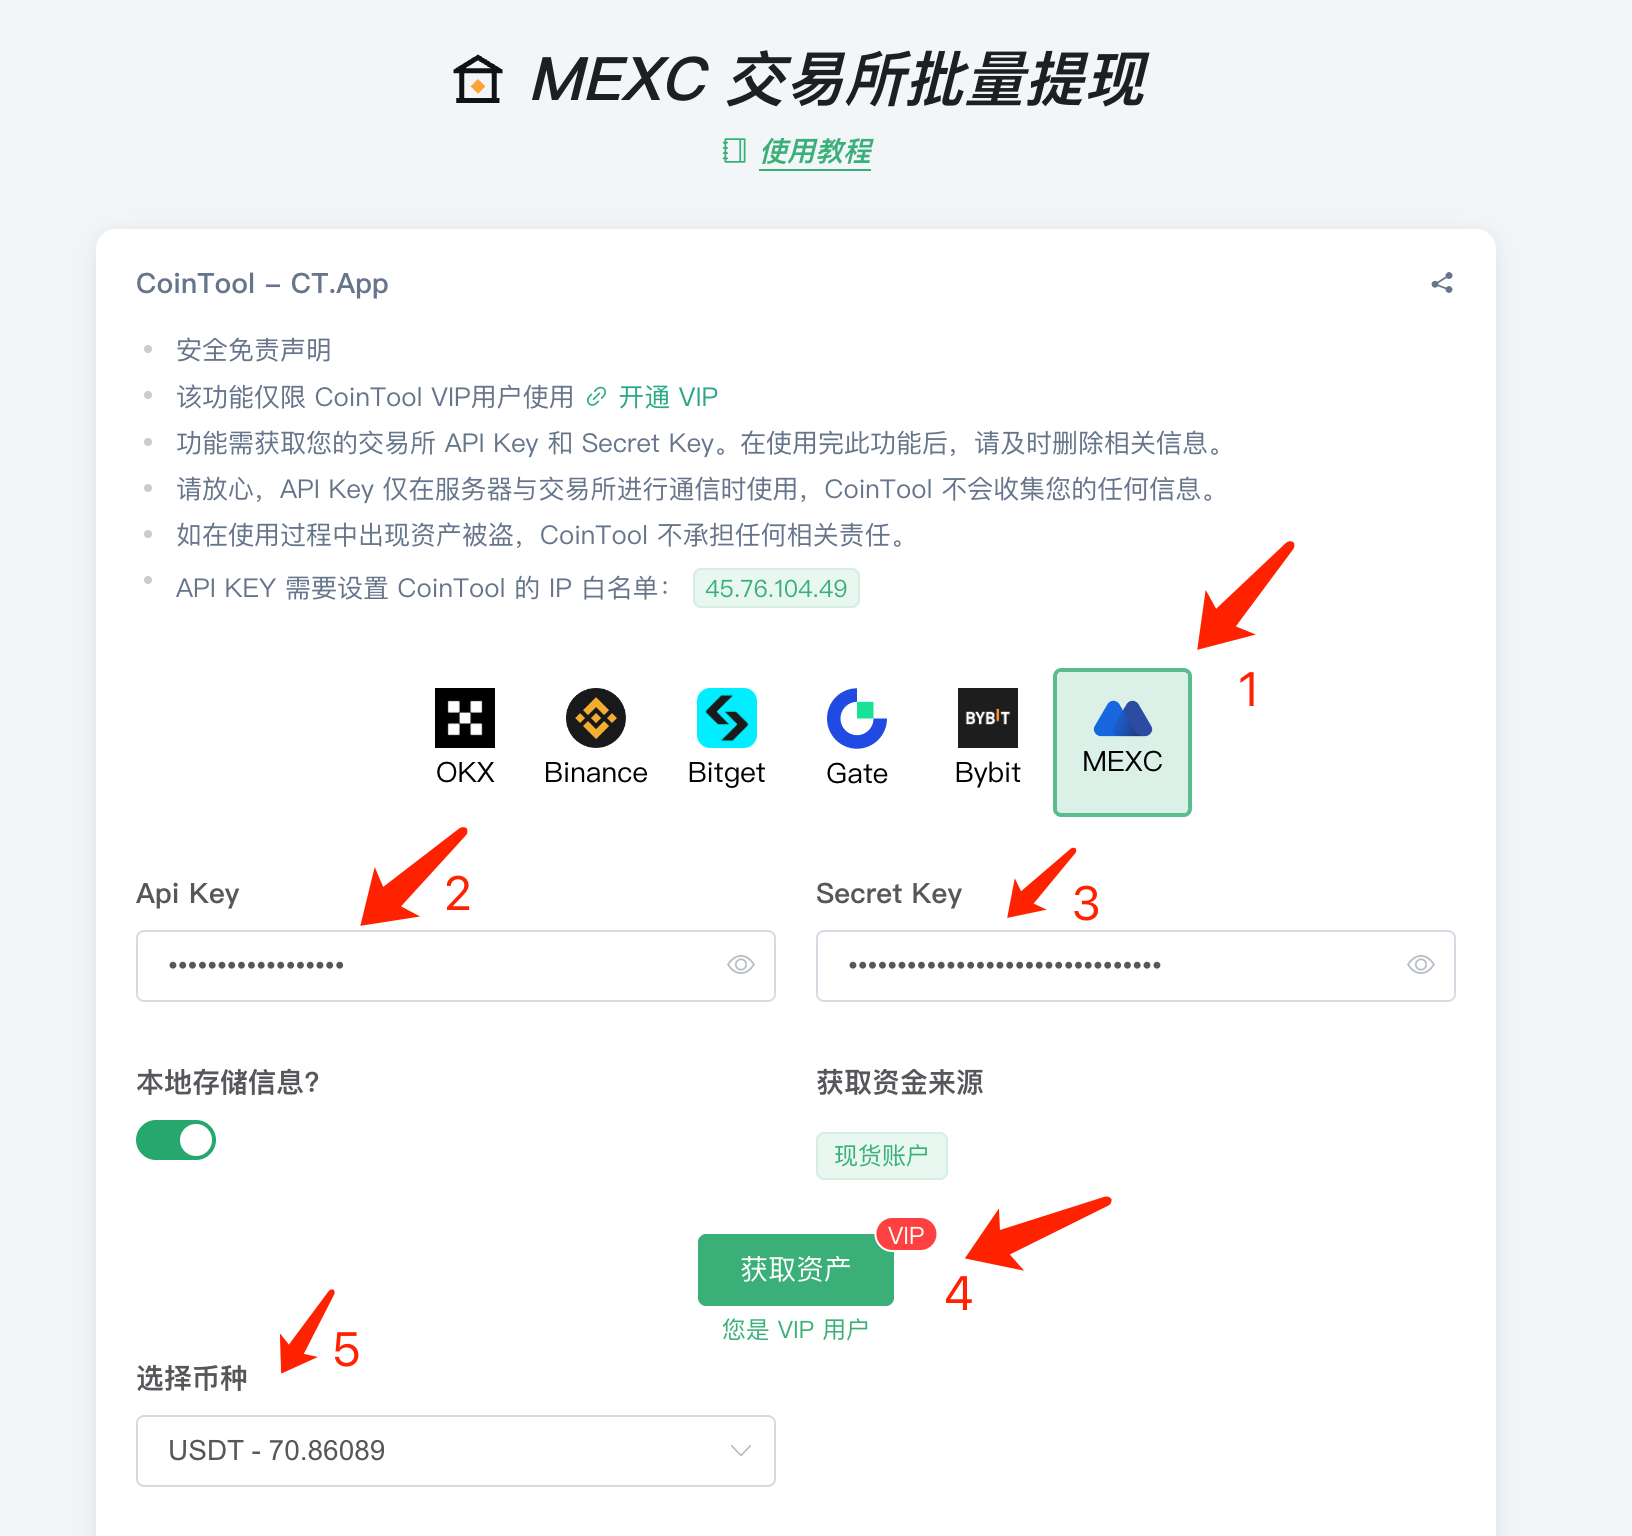 MEXC 交易所批量提现
使用教程
CoinTool – CT.App
安全免责声明
该功能仅限 CoinTool VIP用户使用 开通 VIP
功能需获取您的交易所 API Key 和 Secret Key。在使用完此功能后，请及时删除相关信息。
请放心，API Key 仅在服务器与交易所进行通信时使用，CoinTool 不会收集您的任何信息。
如在使用过程中出现资产被盗，CoinTool 不承担任何相关责任。
API KEY 需要设置 CoinTool 的 IP 白名单： 45.76.104.49
1
OKX Binance Bitget Gate BYBIT Bybit MEXC
Api Key 2 Secret Key 3
本地存储信息? 获取资金来源
现货账户
VIP
获取资产
4
您是 VIP 用户
5
选择币种
USDT - 70.86089